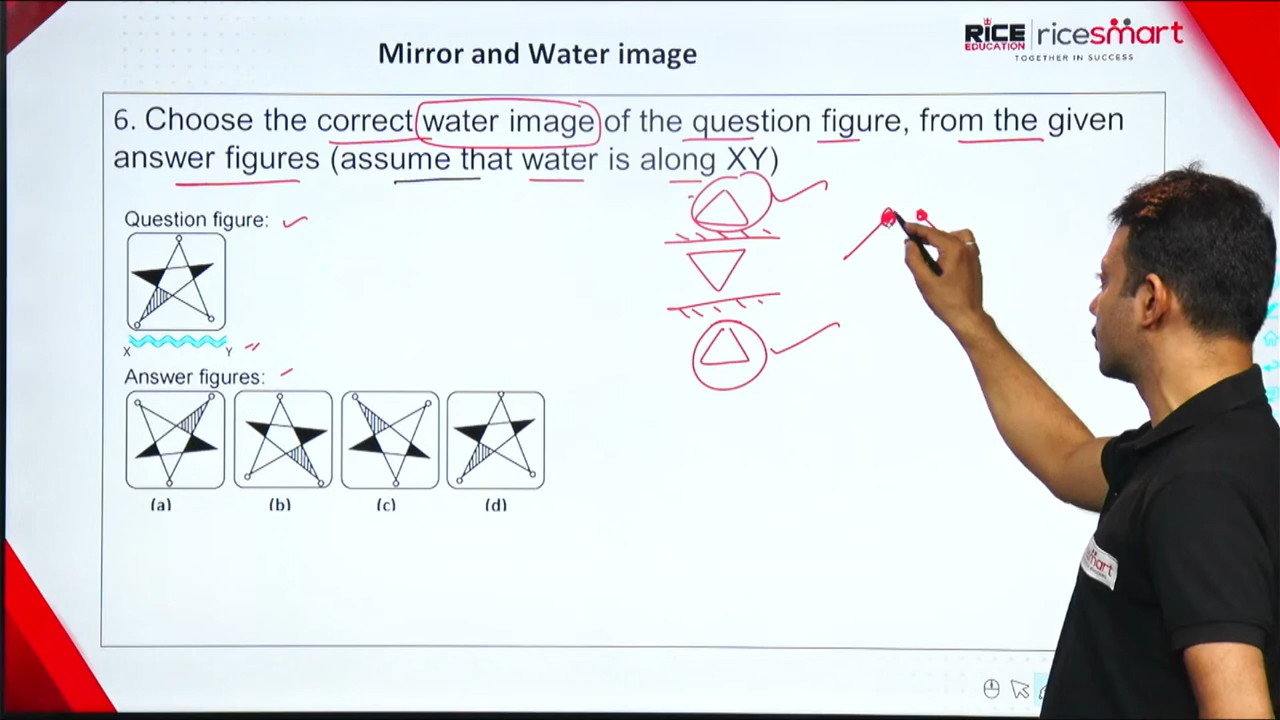 RICE EDUCATION ricesmart
TOGETHER IN SUCCESS
Mirror and Water image
6. Choose the correct water image of the question figure, from the given
answer figures (assume that water is along XY)
Question figure:
X Y
Answer figures:
(a) (b) (c) (d)